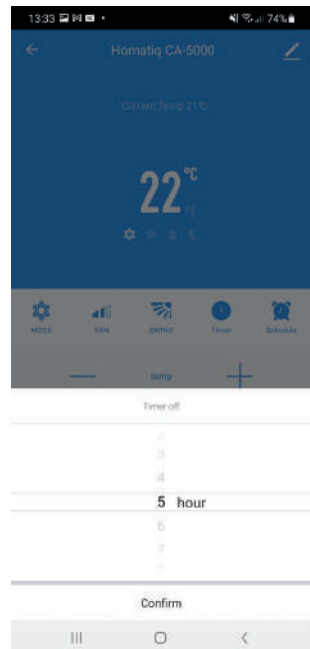 13:33 74%
Homatiq CA-5000
Current Temp 21°C
22 °C
°F
MODE FAN SWING Timer Schedule
temp
Timer off
2
3
4
5 hour
6
7
Confirm